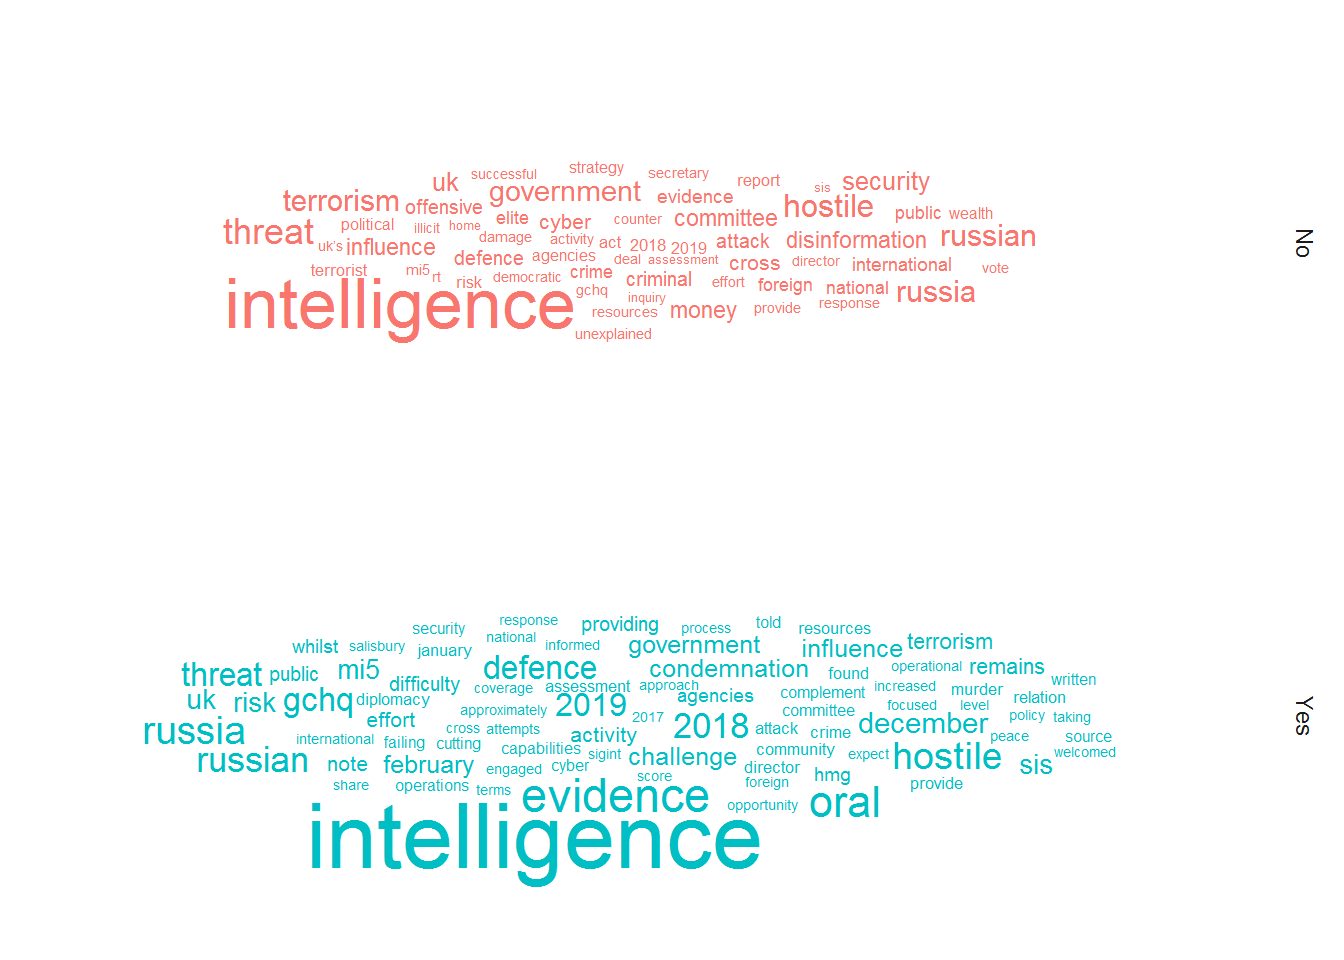 successful strategy secretary report sis security
uk government evidence hostile public wealth
terrorism offensive elite cyber counter committee
threat political illicit home damage activity act 2018 2019 attack disinformation russian
uk's influence defence agencies deal assessment cross director international vote
terrorist mi5 rt risk democratic crime criminal effort foreign national russia
intelligence gchq inquiry money provide response
resources
unexplained
No
security response providing process told resources
whilst salisbury january national informed government influence terrorism
threat public mi5 difficulty defence condemnation found operational remains written
uk risk gchq diplomacy coverage assessment approach agencies complement increased murder relation
effort approximately 2019 2017 2018 committee focused level policy taking
russia international failing cross attempts activity attack crime december peace source
cutting capabilities sigint challenge community expect hostile welcomed
russian note february engaged cyber score director hmg sis
share operations terms foreign provide
evidence opportunity oral
intelligence
Yes